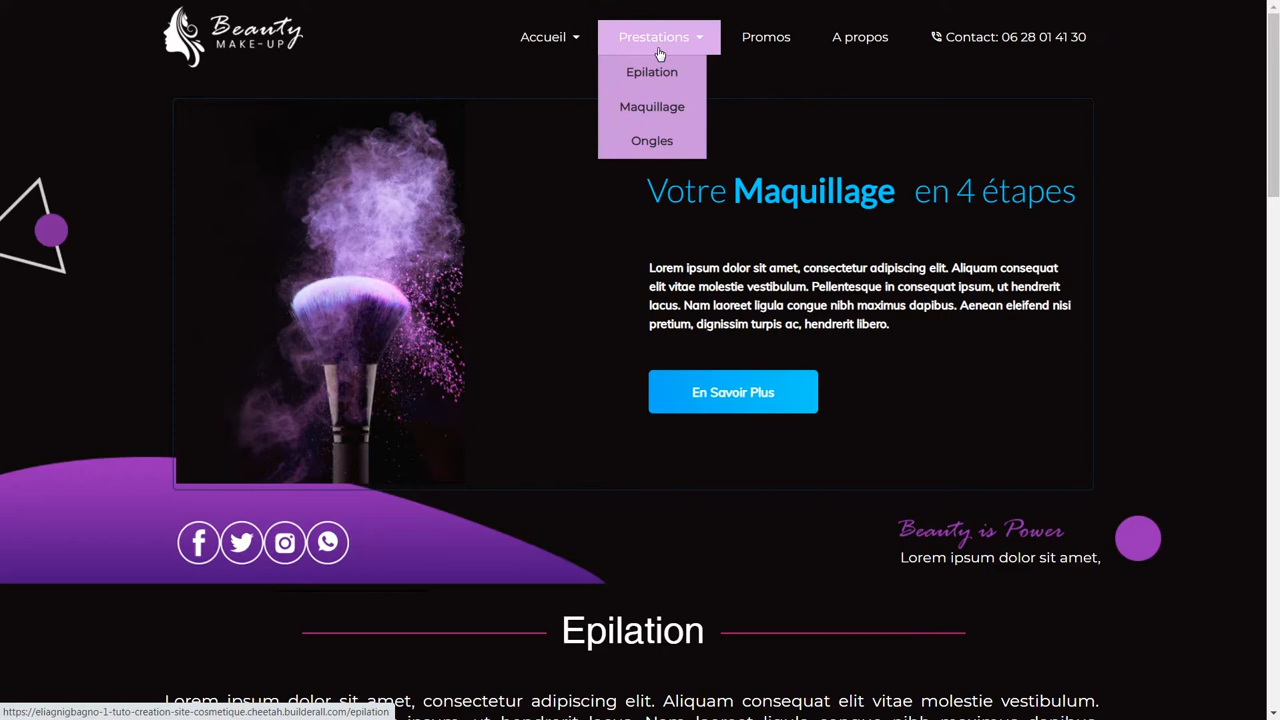 Beauty
MAKE-UP
Accueil
Prestations
Promos
A propos
Contact: 06 28 01 41 30
Epilation
Maquillage
Ongles
Votre Maquillage en 4 étapes
Lorem ipsum dolor sit amet, consectetur adipiscing elit. Aliquam consequat
elit vitae molestie vestibulum. Pellentesque in consequat ipsum, ut hendrerit
lacus. Nam laoreet ligula congue nibh maximus dapibus. Aenean eleifend nisi
pretium, dignissim turpis ac, hendrerit libero.
En Savoir Plus
Beauty is Power
Lorem ipsum dolor sit amet,
Epilation
Lorem ipsum dolor sit amet, consectetur adipiscing elit. Aliquam consequat elit vitae molestie vestibulum.
https://eliagnigbagno-1-tuto-creation-site-cosmetique.cheetah.builderall.com/epilation